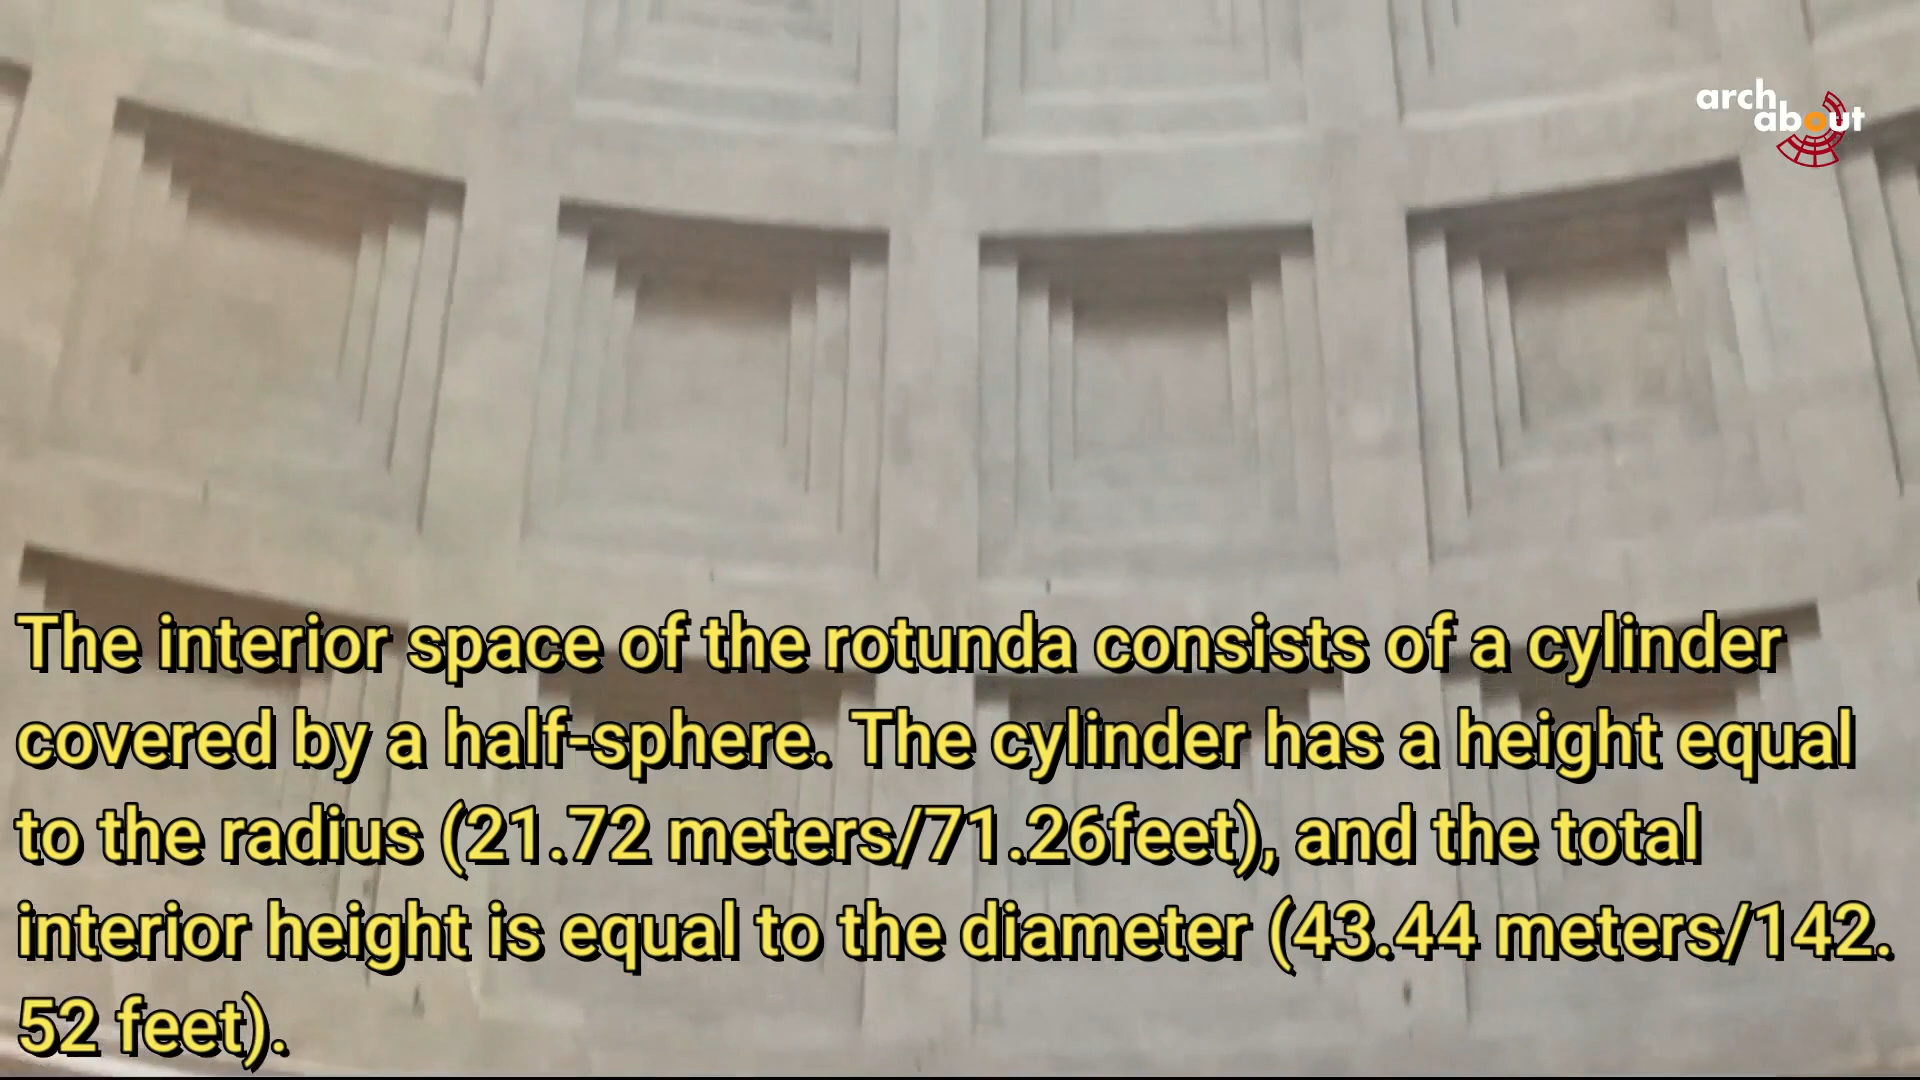 arch
about
The interior space of the rotunda consists of a cylinder
covered by a half-sphere. The cylinder has a height equal
to the radius (21.72 meters/71.26feet), and the total
interior height is equal to the diameter (43.44 meters/142.
52 feet).